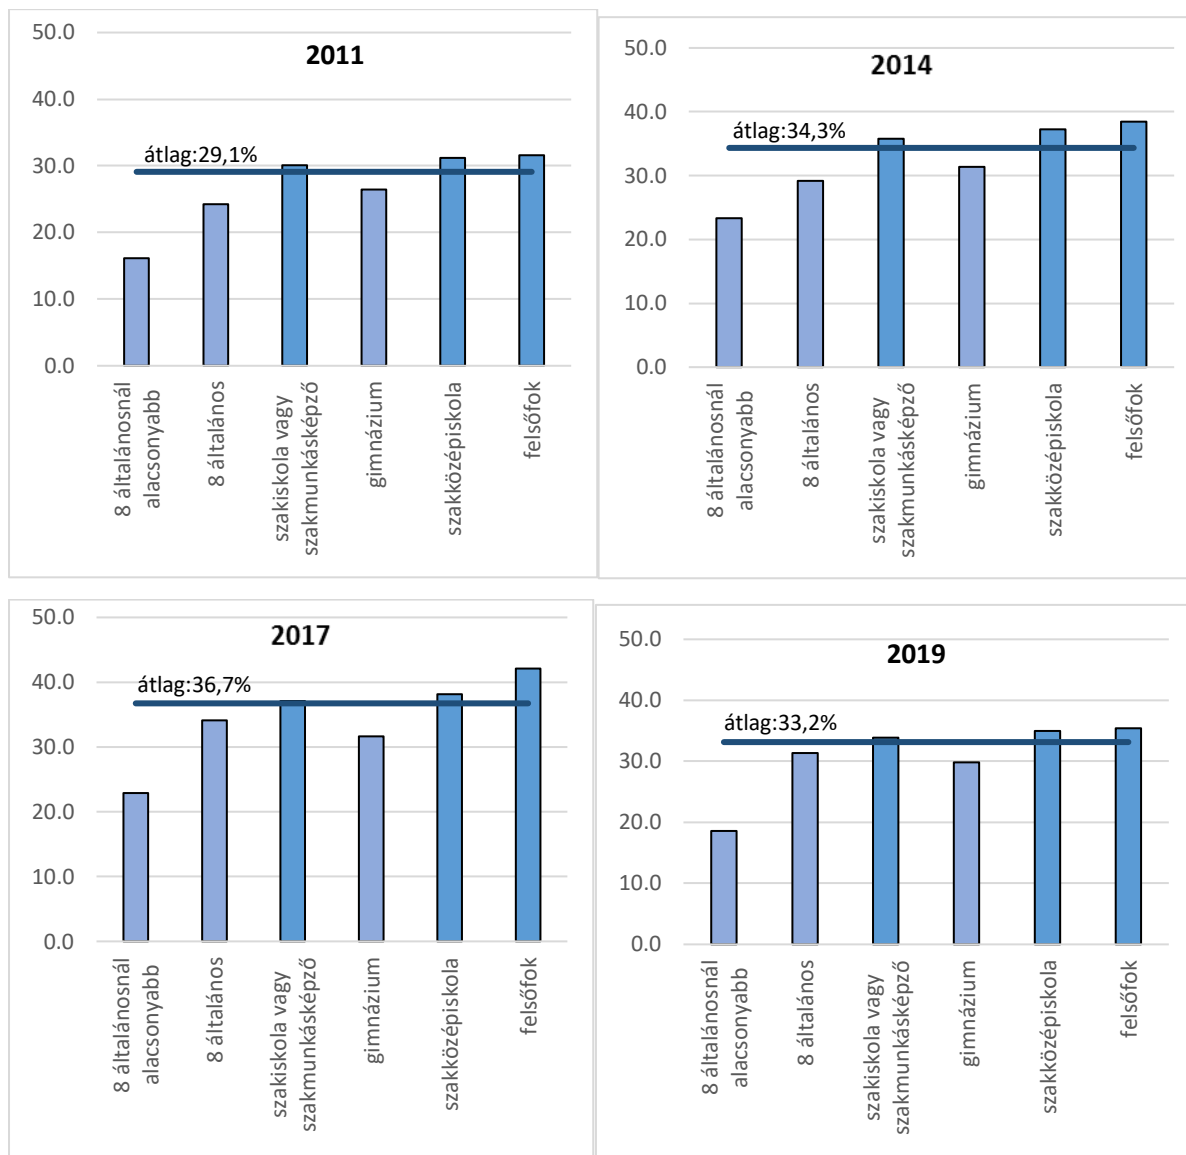 2011
50.0
40.0
30.0
20.0
10.0
0.0
átlag:29,1%
8 általánosnál
alacsonyabb
8 általános
szakiskola vagy
szakmunkásképző
gimnázium
szakközépiskola
felsőfok
2014
50.0
40.0
30.0
20.0
10.0
0.0
átlag:34,3%
8 általánosnál
alacsonyabb
8 általános
szakiskola vagy
szakmunkásképző
gimnázium
szakközépiskola
felsőfok
2017
50.0
40.0
30.0
20.0
10.0
0.0
átlag:36,7%
8 általánosnál
alacsonyabb
8 általános
szakiskola vagy
szakmunkásképző
gimnázium
szakközépiskola
felsőfok
2019
50.0
40.0
30.0
20.0
10.0
0.0
átlag:33,2%
8 általánosnál
alacsonyabb
8 általános
szakiskola vagy
szakmunkásképző
gimnázium
szakközépiskola
felsőfok